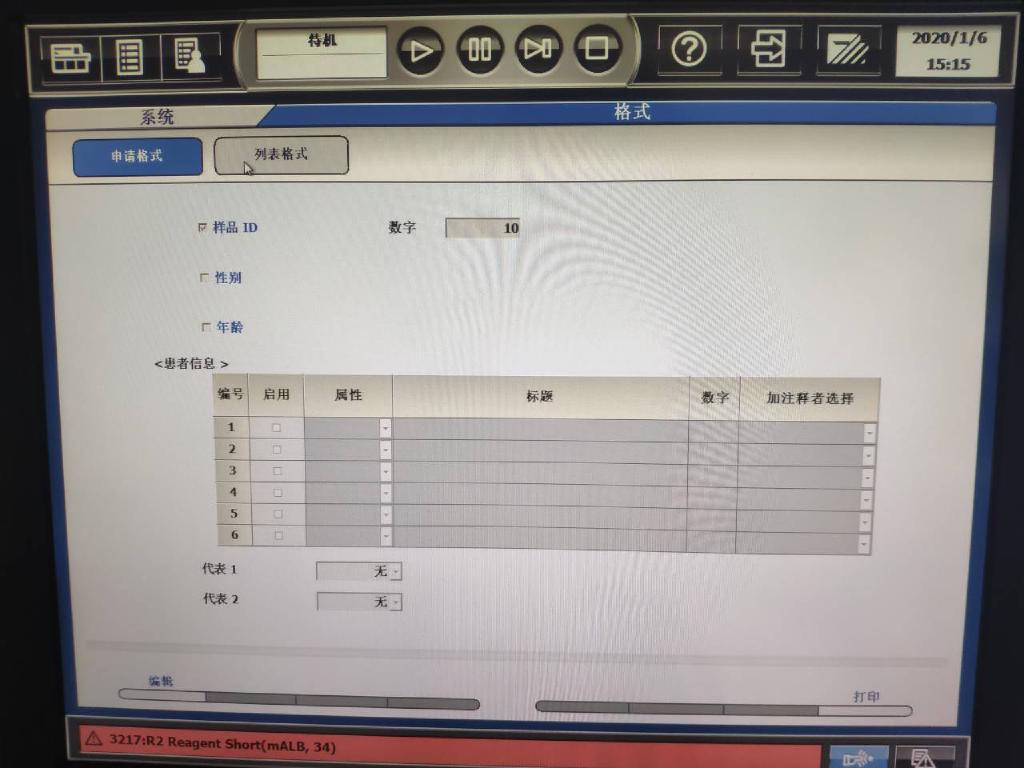 待机
2020/1/6
15:15
系统
格式
申请格式
列表格式
样品 ID
数字
10
性别
年龄
<患者信息 >
编号 启用 属性 标题 数字 加注释者选择
1
2
3
4
5
6
代表 1 无
代表 2 无
编辑
打印
3217:R2 Reagent Short(mALB, 34)